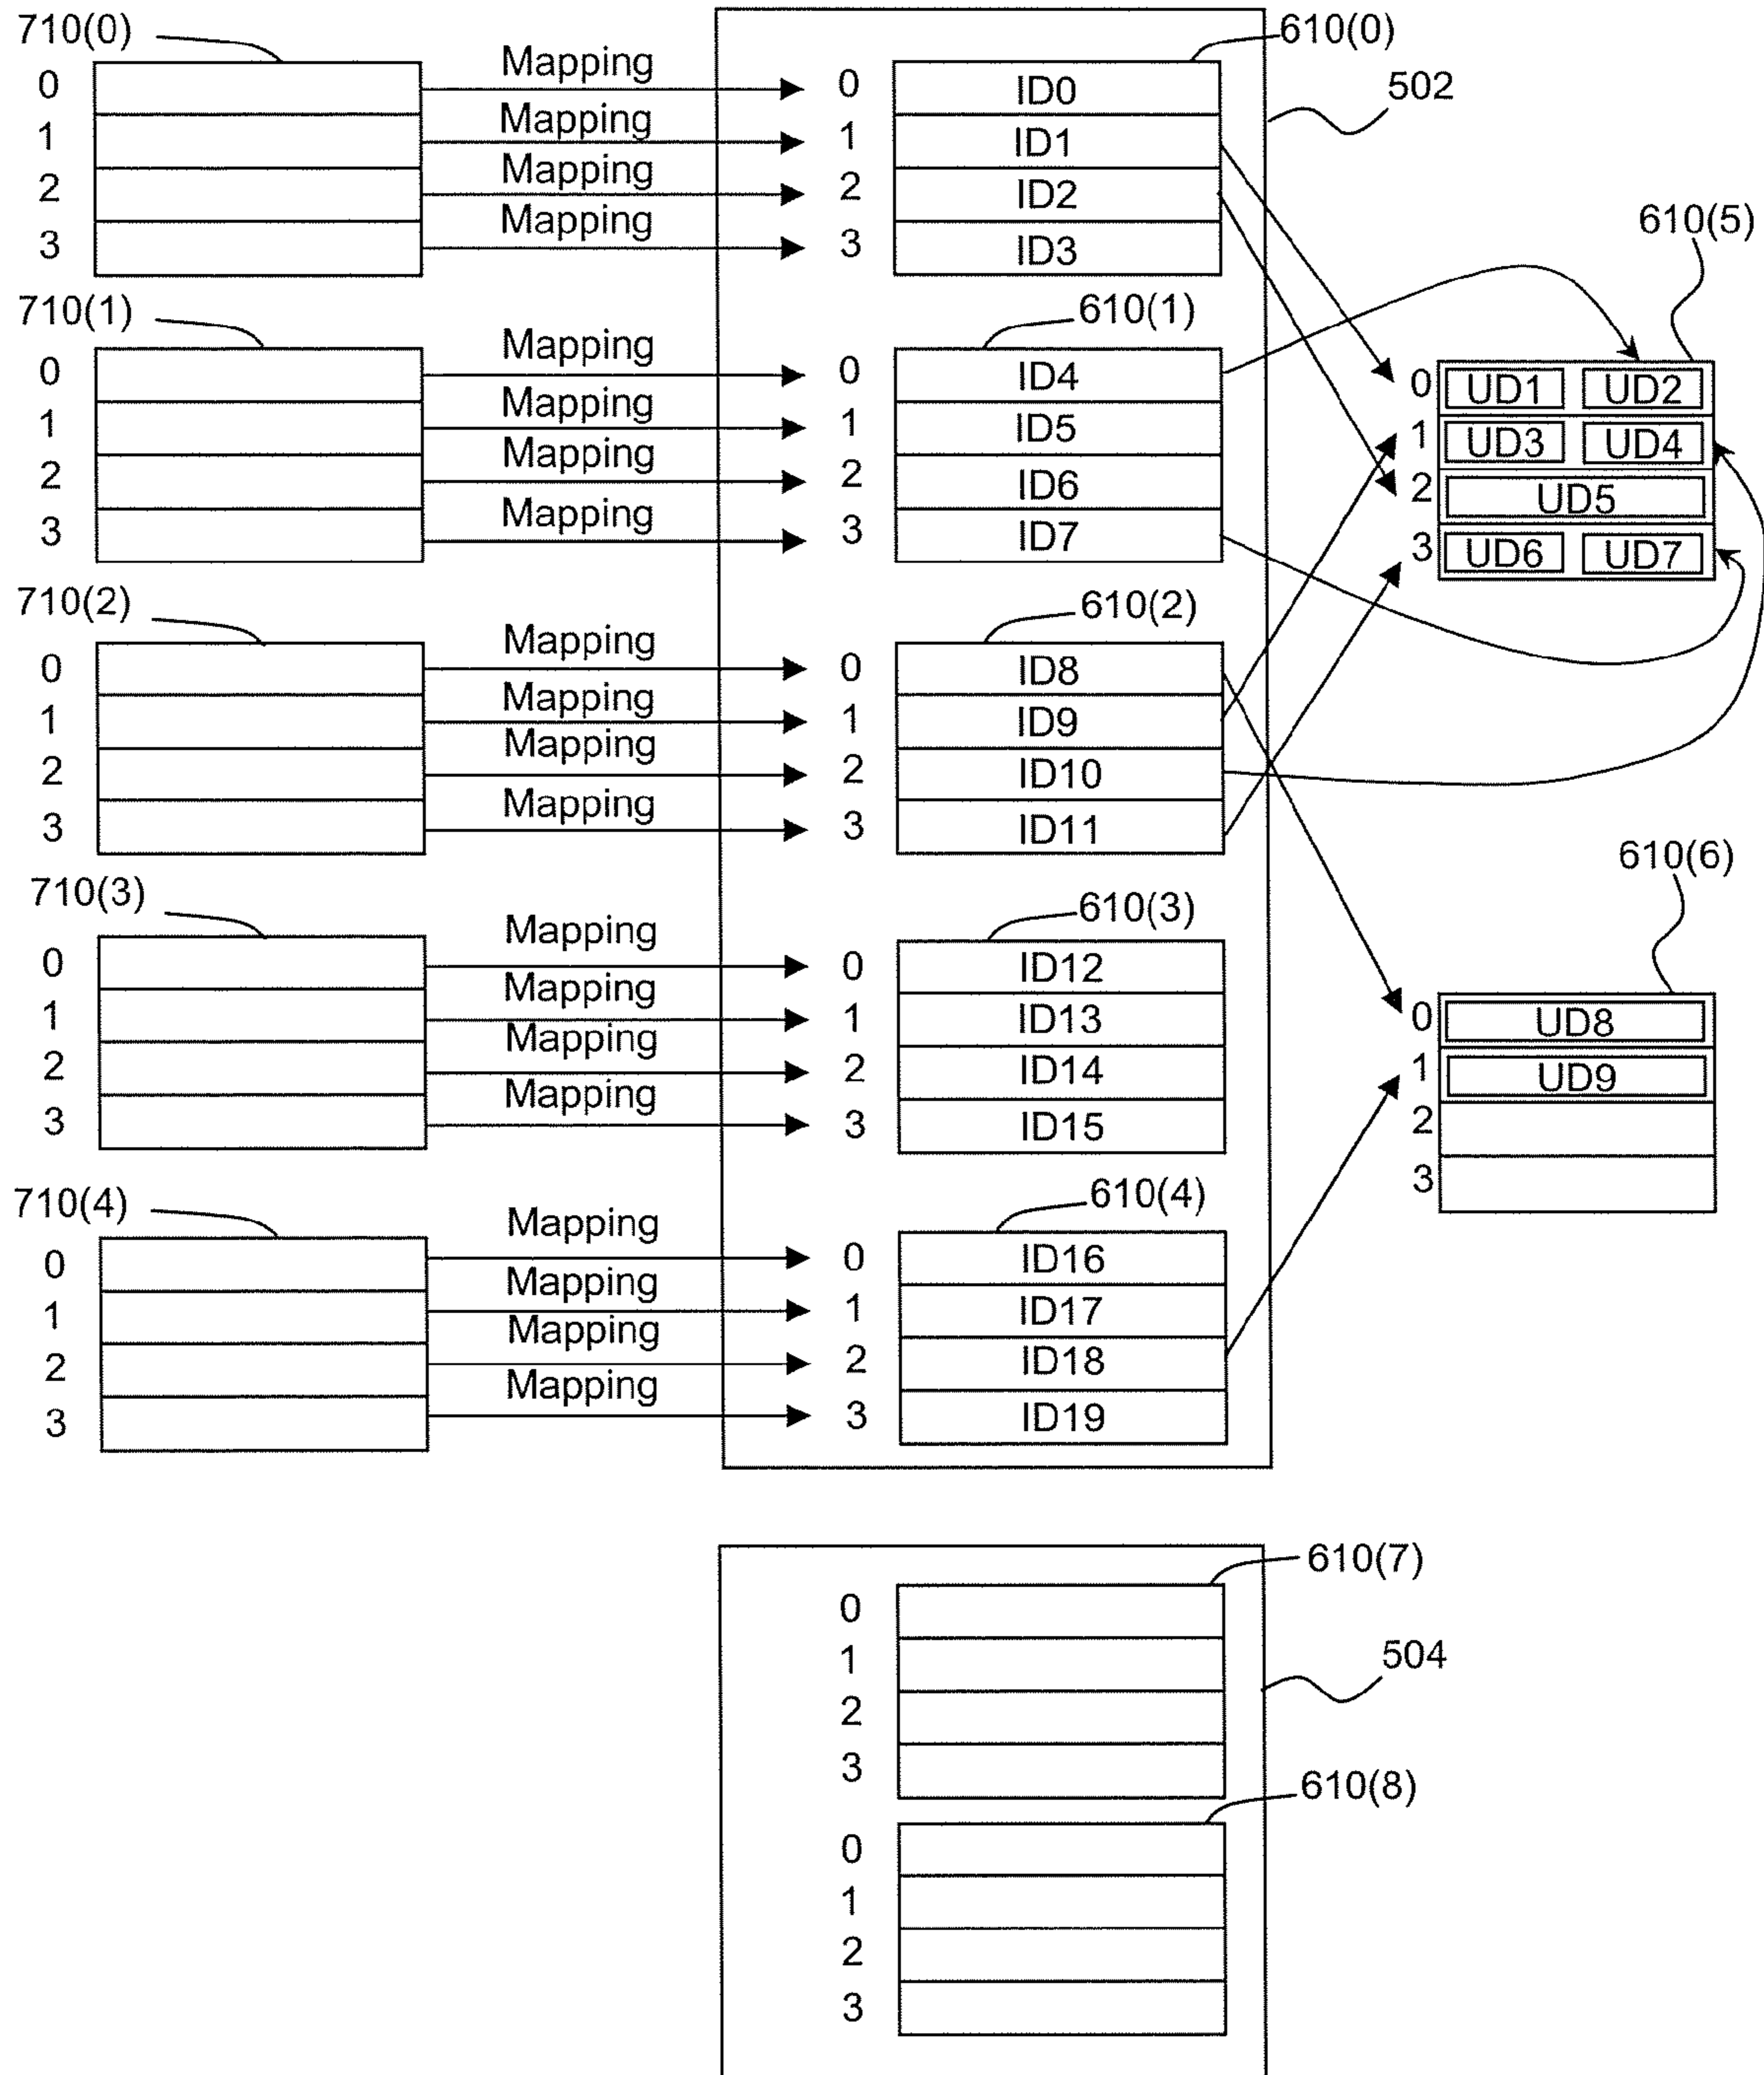 710(0) 610(0)
0 Mapping 0 ID0 502
1 Mapping 1 ID1
2 Mapping 2 ID2
3 Mapping 3 ID3 610(5)
710(1) 610(1)
0 Mapping 0 ID4 0 UD1 UD2
1 Mapping 1 ID5 1 UD3 UD4
2 Mapping 2 ID6 2 UD5
3 Mapping 3 ID7 3 UD6 UD7
710(2) 610(2)
0 Mapping 0 ID8
1 Mapping 1 ID9
2 Mapping 2 ID10
3 Mapping 3 ID11 610(6)
710(3) 610(3)
0 Mapping 0 ID12
1 Mapping 1 ID13 0 UD8
2 Mapping 2 ID14 1 UD9
3 Mapping 3 ID15 2
3
710(4) 610(4)
0 Mapping 0 ID16
1 Mapping 1 ID17
2 Mapping 2 ID18
3 Mapping 3 ID19
610(7)
0
1 504
2
3
610(8)
0
1
2
3